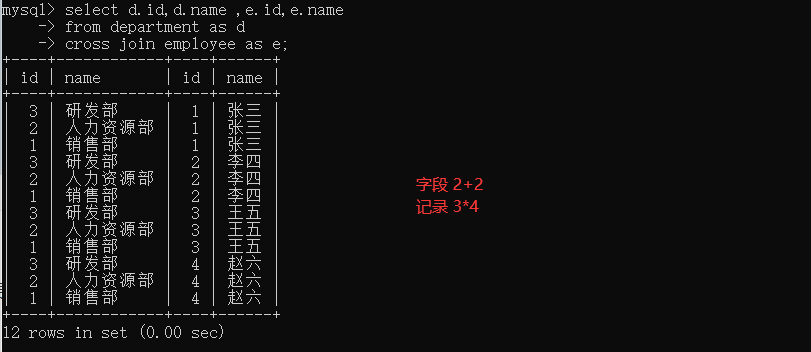 mysql> select d.id,d.name ,e.id,e.name
    -> from department as d
    -> cross join employee as e;
+----+------------+----+------+
| id | name       | id | name |
+----+------------+----+------+
|  3 | 研发部     |  1 | 张三 |
|  2 | 人力资源部 |  1 | 张三 |
|  1 | 销售部     |  1 | 张三 |
|  3 | 研发部     |  2 | 李四 |
|  2 | 人力资源部 |  2 | 李四 |
|  1 | 销售部     |  2 | 李四 |
|  3 | 研发部     |  3 | 王五 |
|  2 | 人力资源部 |  3 | 王五 |
|  1 | 销售部     |  3 | 王五 |
|  3 | 研发部     |  4 | 赵六 |
|  2 | 人力资源部 |  4 | 赵六 |
|  1 | 销售部     |  4 | 赵六 |
+----+------------+----+------+
12 rows in set (0.00 sec)
字段 2+2
记录 3*4